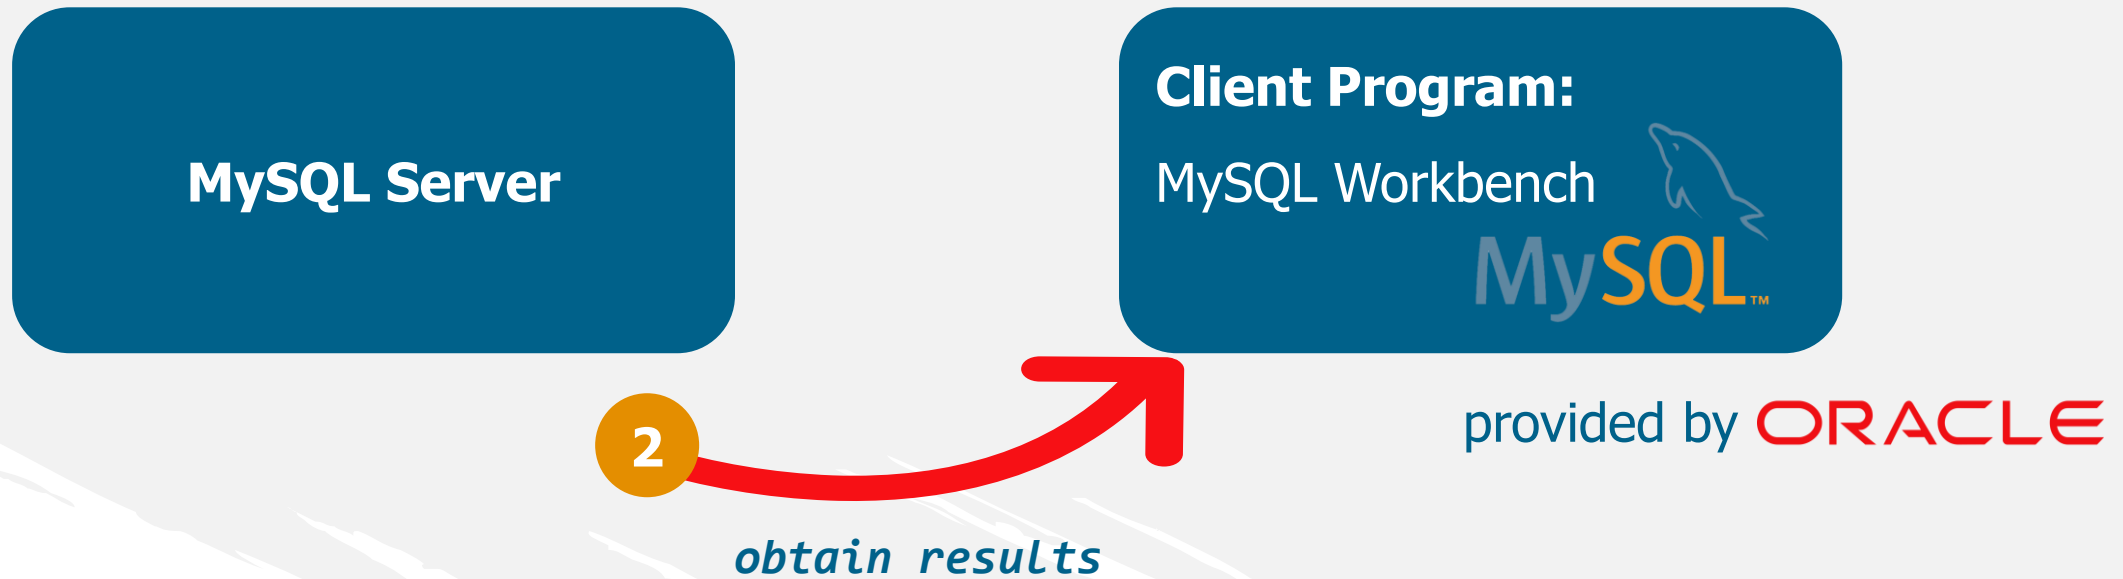 MySQL Server
Client Program:
MySQL Workbench
MySQL™
provided by ORACLE
2
obtain results